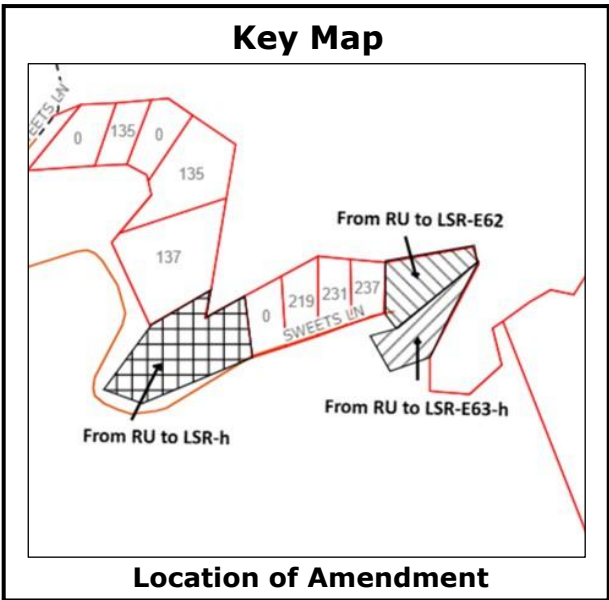 Key Map
EETS LN
0
135
0
135
137
From RU to LSR-E62
0
219
231
237
SWEETS LN
From RU to LSR-E63-h
From RU to LSR-h
Location of Amendment